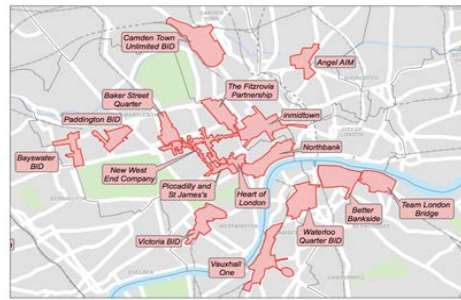 Camden Town
Unlimited BID
Angel AIM
Baker Street
Quarter
The Fitzrovia
Partnership
Paddington BID
inmidtown
Bayswater
BID
Northbank
New West
End Company
Piccadilly and
St James's
Heart of
London
Better
Bankside
Team London
Bridge
Victoria BID
Waterloo
Quarter BID
Vauxhall
One